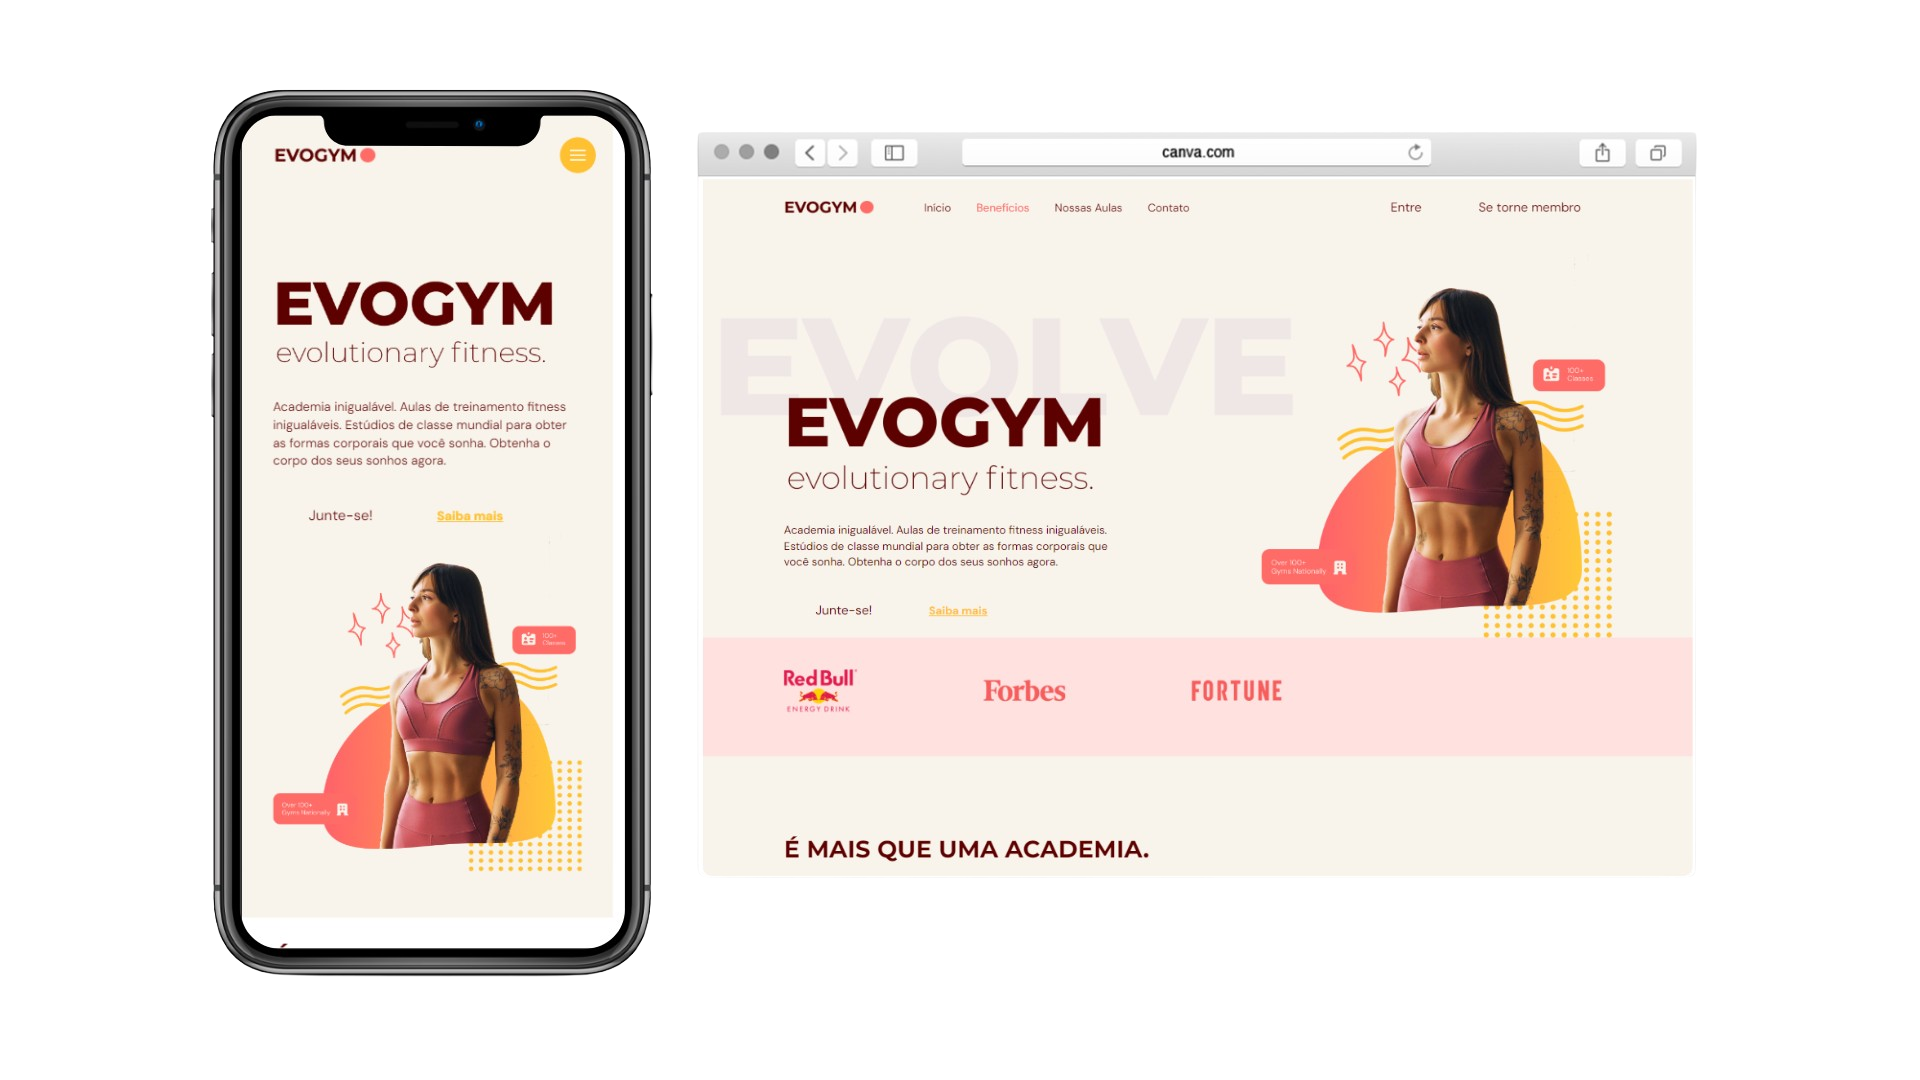 EVOGYM
EVOGYM
evolutionary fitness.
Academia inigualável. Aulas de treinamento fitness
inigualáveis. Estúdios de classe mundial para obter
as formas corporais que você sonha. Obtenha o
corpo dos seus sonhos agora.
Junte-se! Saiba mais
100+
Classes
Over 100+
Gyms Nationally
canva.com
EVOGYM Início Benefícios Nossas Aulas Contato Entre Se torne membro
EVOLVE
EVOGYM
evolutionary fitness.
Academia inigualável. Aulas de treinamento fitness inigualáveis.
Estúdios de classe mundial para obter as formas corporais que
você sonha. Obtenha o corpo dos seus sonhos agora.
Junte-se! Saiba mais
100+
Classes
Over 100+
Gyms Nationally
Red Bull
ENERGY DRINK
Forbes
FORTUNE
É MAIS QUE UMA ACADEMIA.